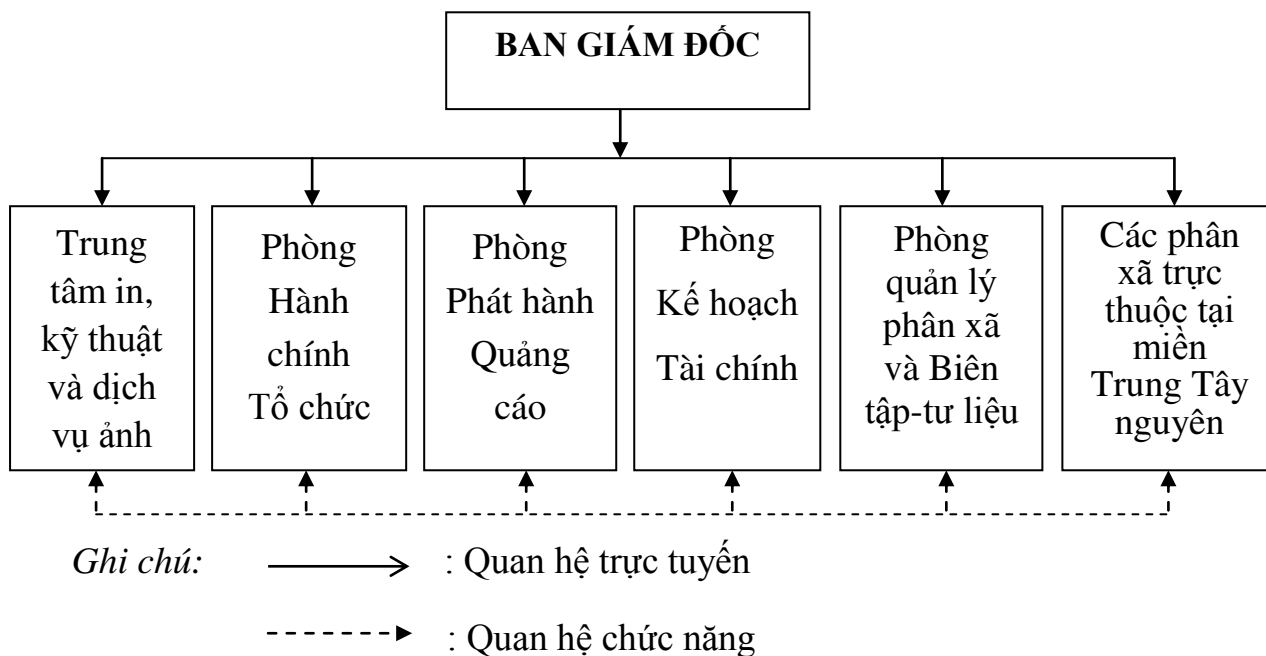 BAN GIÁM ĐỐC
Trung
tâm in,
kỹ thuật
và dịch
vụ ảnh
Phòng
Hành
chính
Tổ chức
Phòng
Phát hành
Quảng
cáo
Phòng
Kế hoạch
Tài chính
Phòng
quản lý
phân xã
và Biên
tập-tư liệu
Các phân
xã trực
thuộc tại
miền
Trung Tây
nguyên
Ghi chú:
: Quan hệ trực tuyến
: Quan hệ chức năng